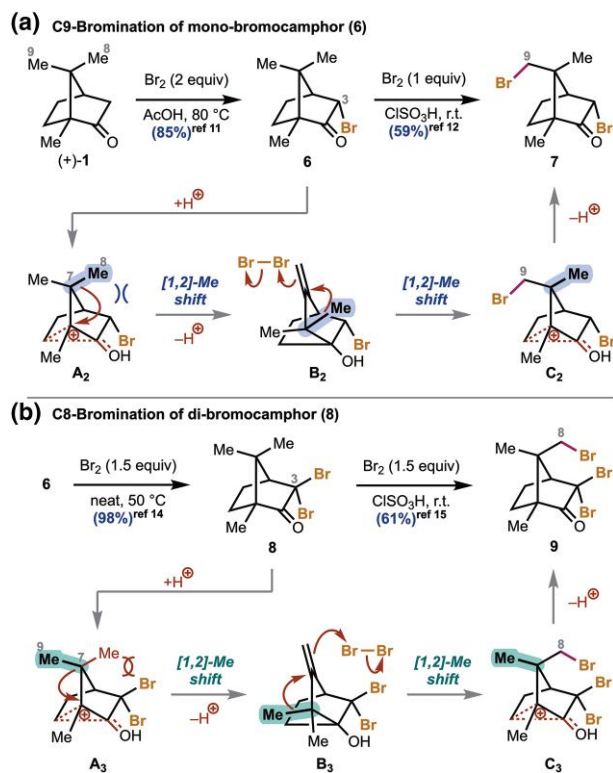 (a) C9-Bromination of mono-bromocamphor (6)
9 Me 8 Me
O
(+)-1
Br2 (2 equiv)
AcOH, 80 °C
(85%)ref 11
Me Me
3
Br
O
Me
6
Br2 (1 equiv)
ClSO3H, r.t.
(59%)ref 12
9
Br
Me
Me
O
Br
7
+H⊕
−H⊕
8
Me
7
Me
Br
⊕
Me
OH
A2
[1,2]-Me
shift
−H⊕
Br−Br
Me
Me
Br
OH
B2
[1,2]-Me
shift
9
Br
Me
Br
⊕
Me
OH
C2
(b) C8-Bromination of di-bromocamphor (8)
6
Br2 (1.5 equiv)
neat, 50 °C
(98%)ref 14
Me
Me
3
Br
Br
Me
O
8
Br2 (1.5 equiv)
ClSO3H, r.t.
(61%)ref 15
8
Me
Br
Br
Br
Me
O
9
+H⊕
−H⊕
9
Me
7
Me
Br
Br
⊕
Me
OH
A3
[1,2]-Me
shift
−H⊕
Br−Br
Br
Me
Br
Me
OH
B3
[1,2]-Me
shift
8
Me
Br
Br
Br
⊕
Me
OH
C3